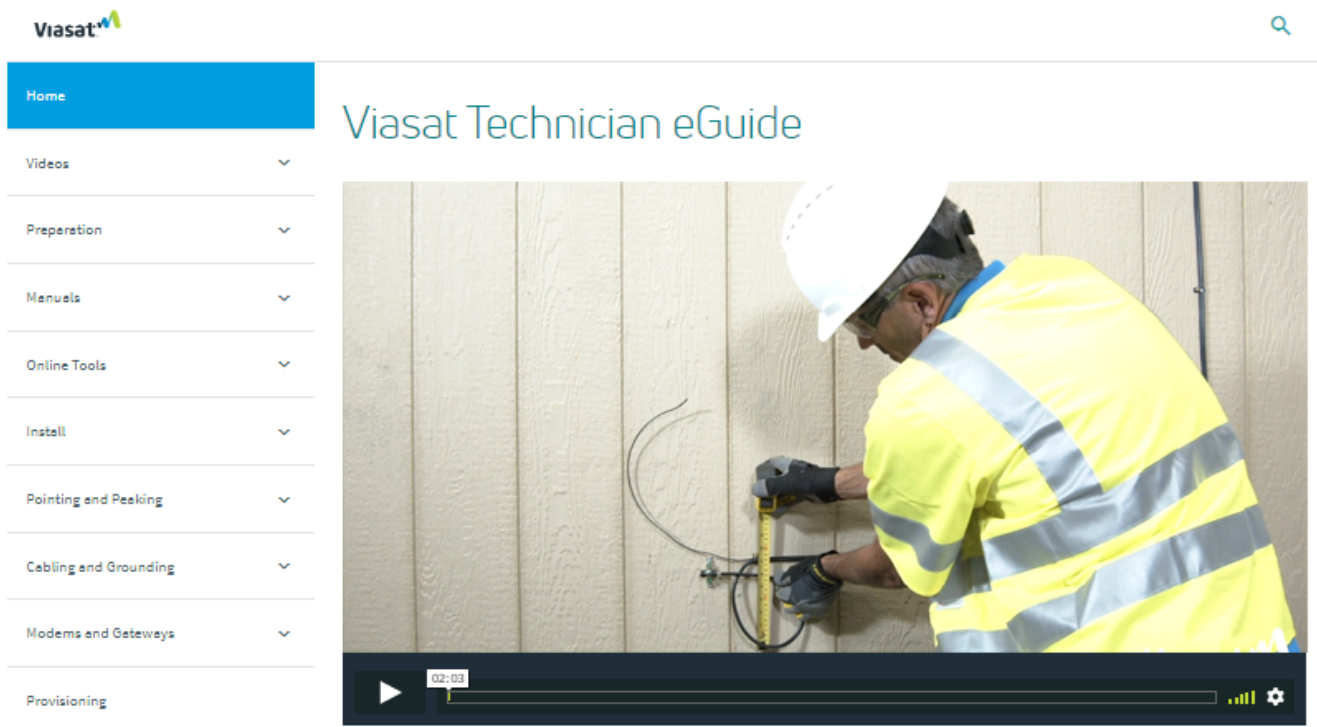 Viasat
Home
Viasat Technician eGuide
Videos
Preparation
Manuals
Online Tools
Install
Pointing and Peaking
Cabling and Grounding
Modems and Gateways
Provisioning
02:03